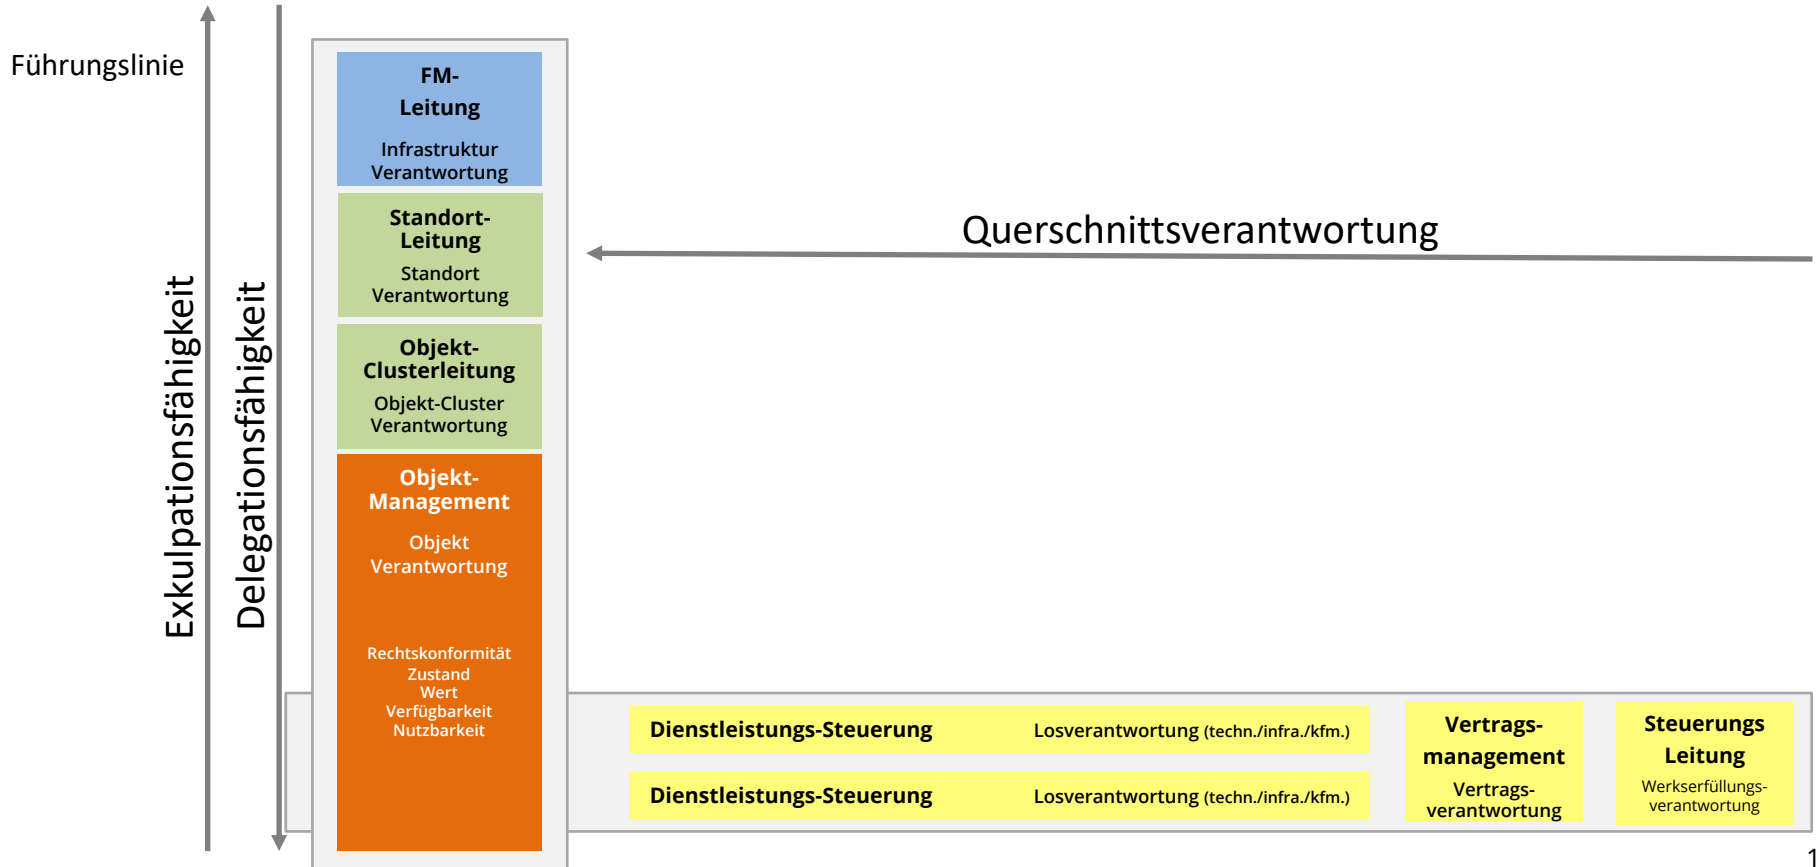 Führungslinie
Exkulpationsfähigkeit
Delegationsfähigkeit
FM-
Leitung
Infrastruktur
Verantwortung
Standort-
Leitung
Standort
Verantwortung
Objekt-
Clusterleitung
Objekt-Cluster
Verantwortung
Objekt-
Management
Objekt
Verantwortung
Rechtskonformität
Zustand
Wert
Verfügbarkeit
Nutzbarkeit
Querschnittsverantwortung
Dienstleistungs-Steuerung Losverantwortung (techn./infra./kfm.)
Dienstleistungs-Steuerung Losverantwortung (techn./infra./kfm.)
Vertrags-
management
Vertrags-
verantwortung
Steuerungs
Leitung
Werkserfüllungs-
verantwortung
1